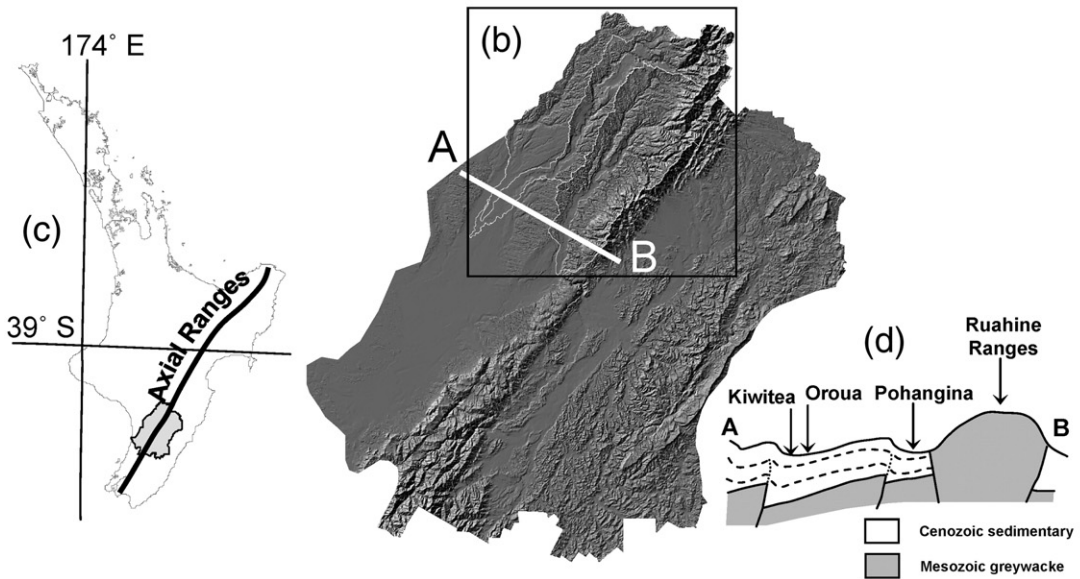 174° E
(c)
39° S
Axial Ranges
(b)
A
B
(d)
Ruahine
Ranges
Kiwitea
Oroua
Pohangina
A
B
Cenozoic sedimentary
Mesozoic greywacke